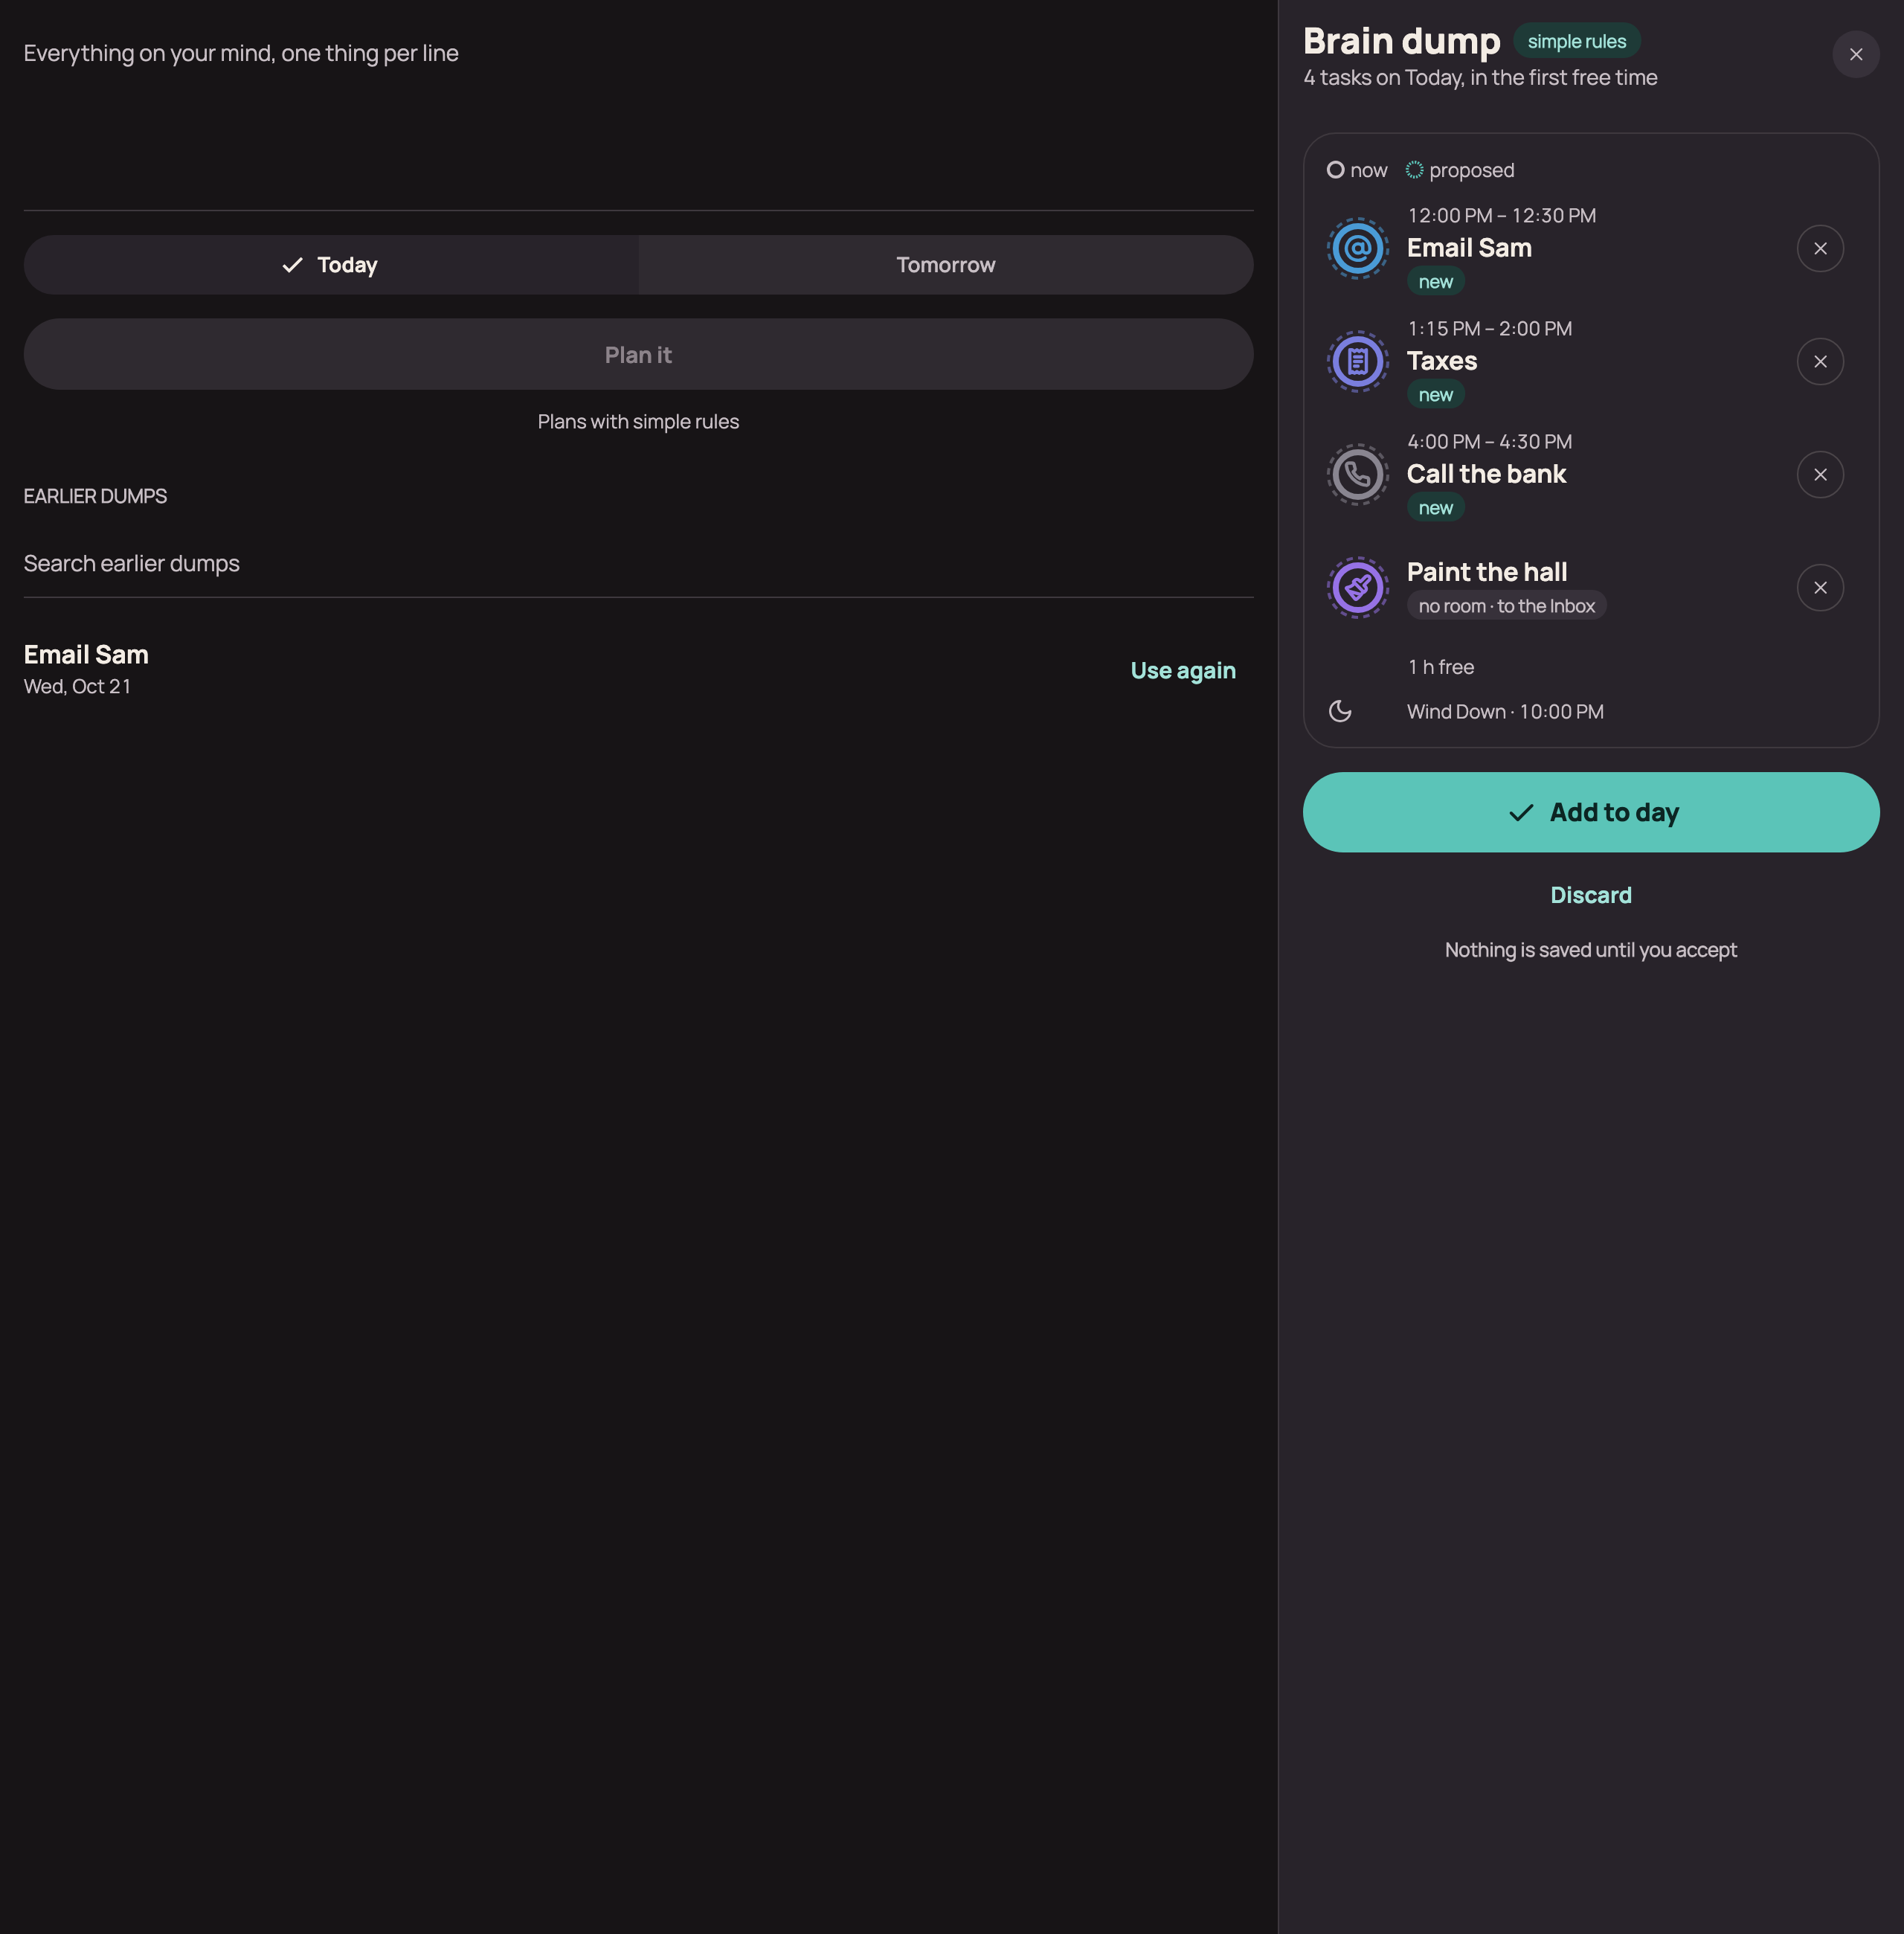 Everything on your mind, one thing per line
Today
Tomorrow
Plan it
Plans with simple rules
EARLIER DUMPS
Search earlier dumps
Email Sam
Wed, Oct 21
Use again
Brain dump
simple rules
4 tasks on Today, in the first free time
now
proposed
12:00 PM – 12:30 PM
Email Sam
new
1:15 PM – 2:00 PM
Taxes
new
4:00 PM – 4:30 PM
Call the bank
new
Paint the hall
no room · to the Inbox
1 h free
Wind Down · 10:00 PM
Add to day
Discard
Nothing is saved until you accept